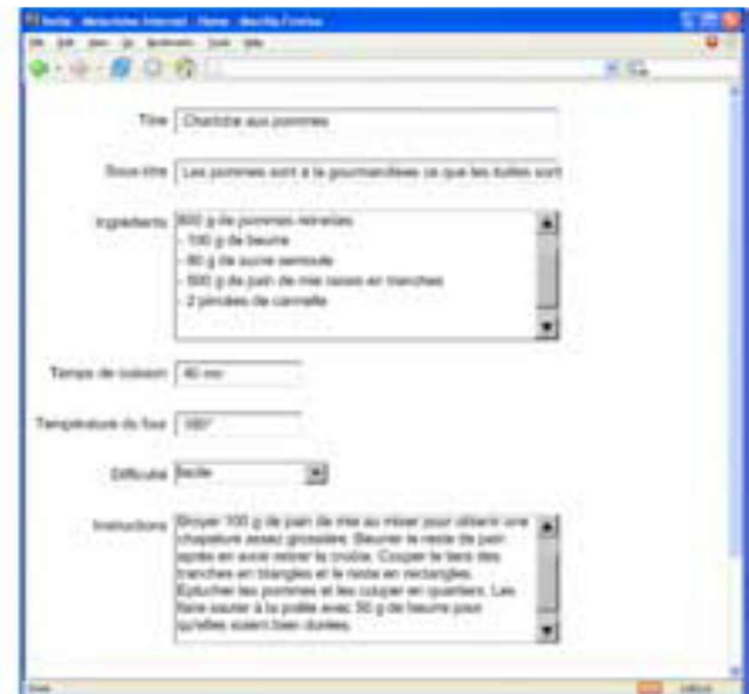 Mozilla Firefox
Titre Charlotte aux pommes
Sous-titre Les pommes sont à la gourmandises ce que les bulles sont
Ingrédients 800 g de pommes reinettes
- 100 g de beurre
- 80 g de sucre semoule
- 500 g de pain de mie rassis en tranches
- 2 pincées de cannelle
Temps de cuisson 40 mn
Température du four 180°
Difficulté facile
Instructions Broyer 100 g de pain de mie au mixer pour obtenir une
chapelure assez grossière. Beurrer le reste de pain
après en avoir retirer la croûte. Couper le tiers des
tranches en triangles et le reste en rectangles.
Eplucher les pommes et les couper en quartiers. Les
faire sauter à la poêle avec 50 g de beurre pour
qu'elles soient bien dorées.